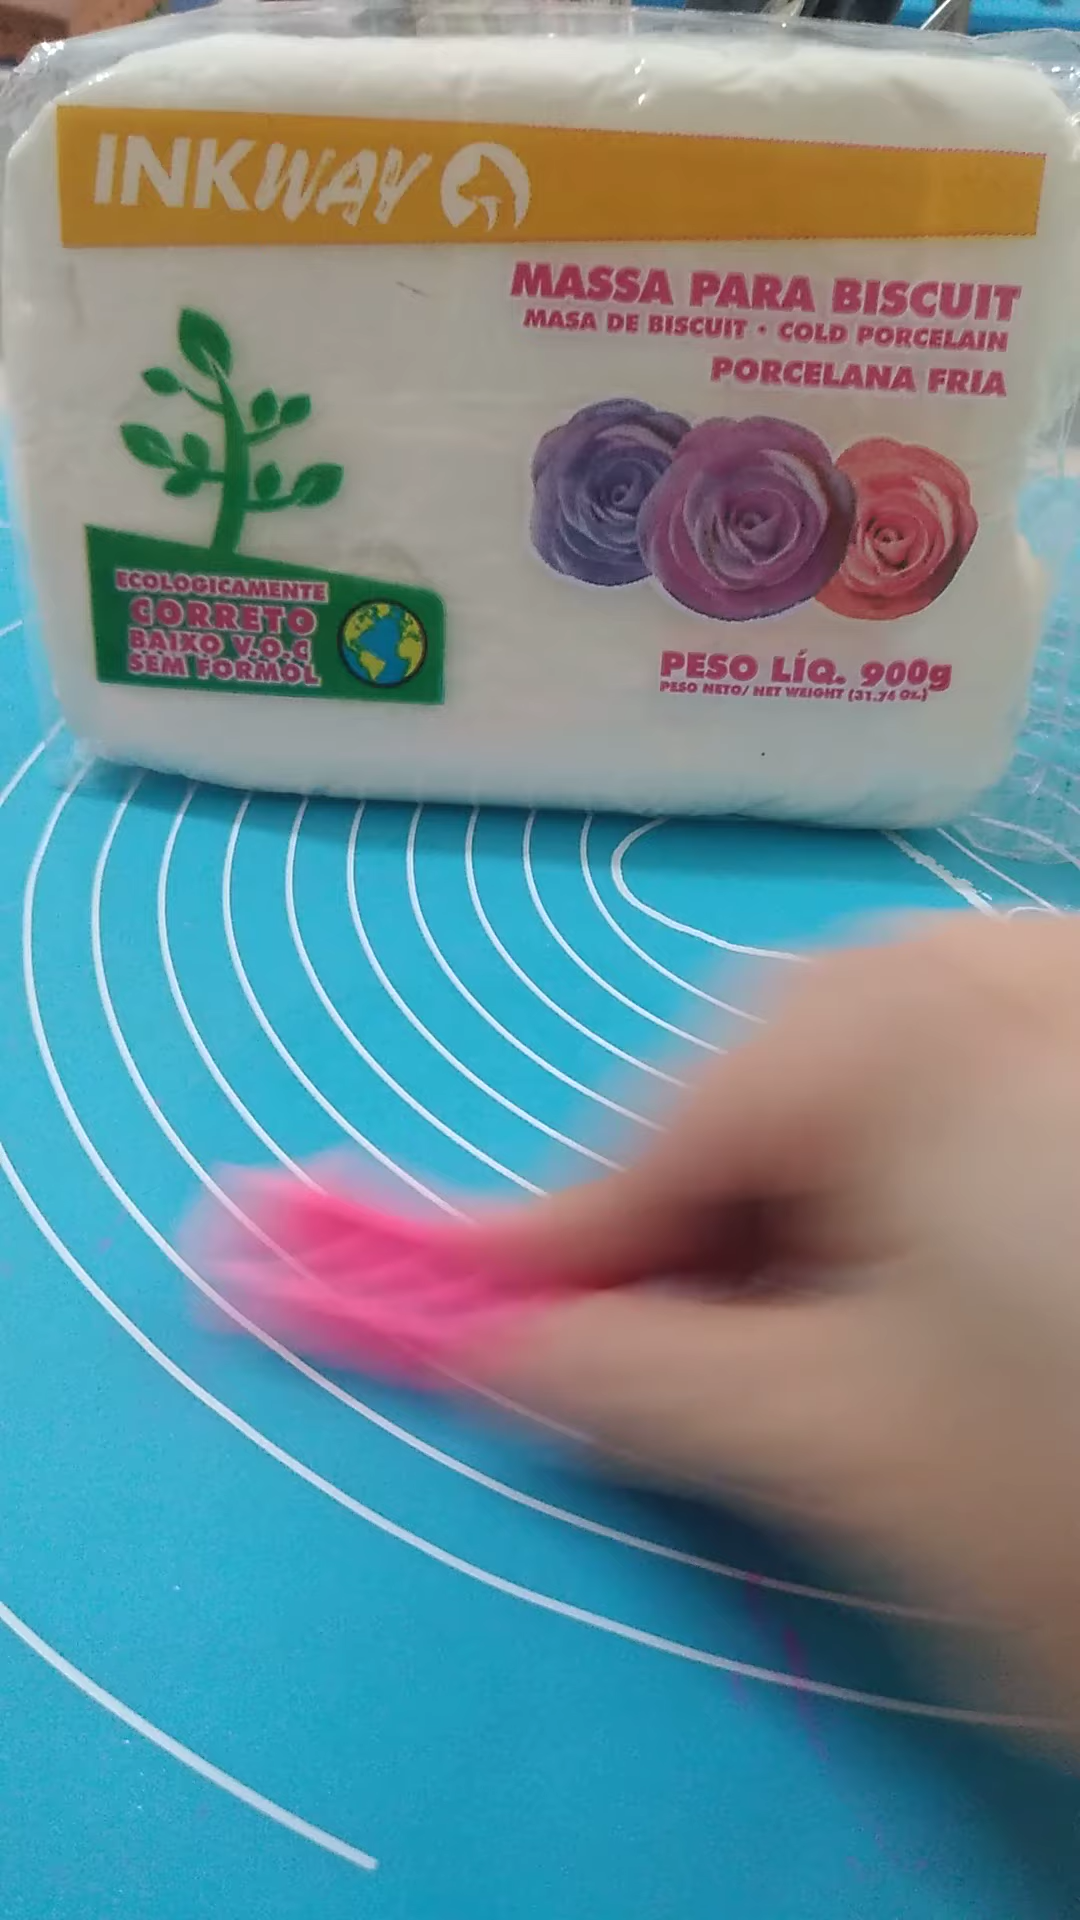 INKWAY
MASSA PARA BISCUIT
MASA DE BISCUIT • COLD PORCELAIN
PORCELANA FRIA
ECOLOGICAMENTE
CORRETO
BAIXO V.O.C
SEM FORMOL
PESO LÍQ. 900g
PESO NETO/ NET WEIGHT (31.74 Oz.)